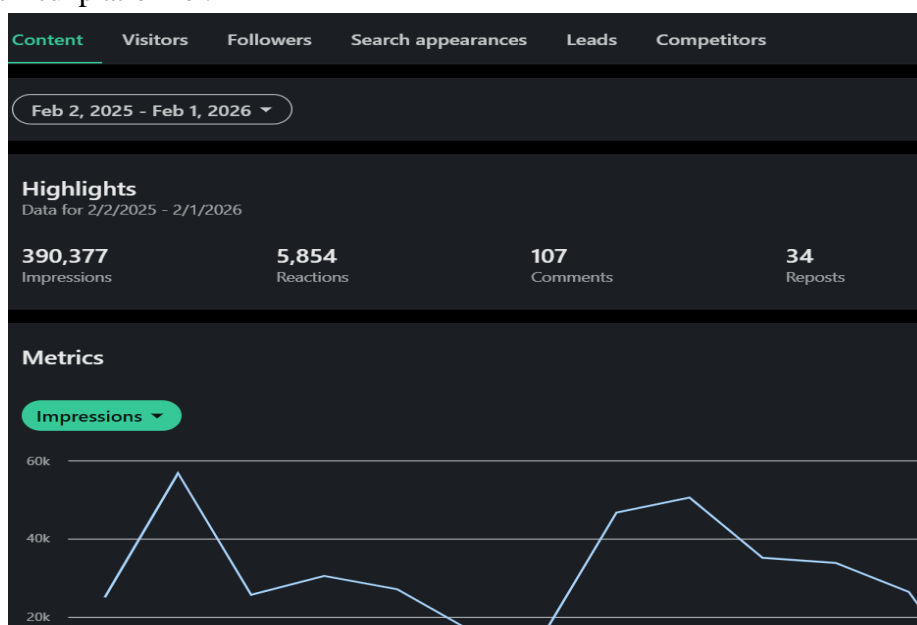 Content Visitors Followers Search appearances Leads Competitors
Feb 2, 2025 - Feb 1, 2026
Highlights
Data for 2/2/2025 - 2/1/2026
390,377 5,854 107 34
Impressions Reactions Comments Reposts
Metrics
Impressions
60k
40k
20k